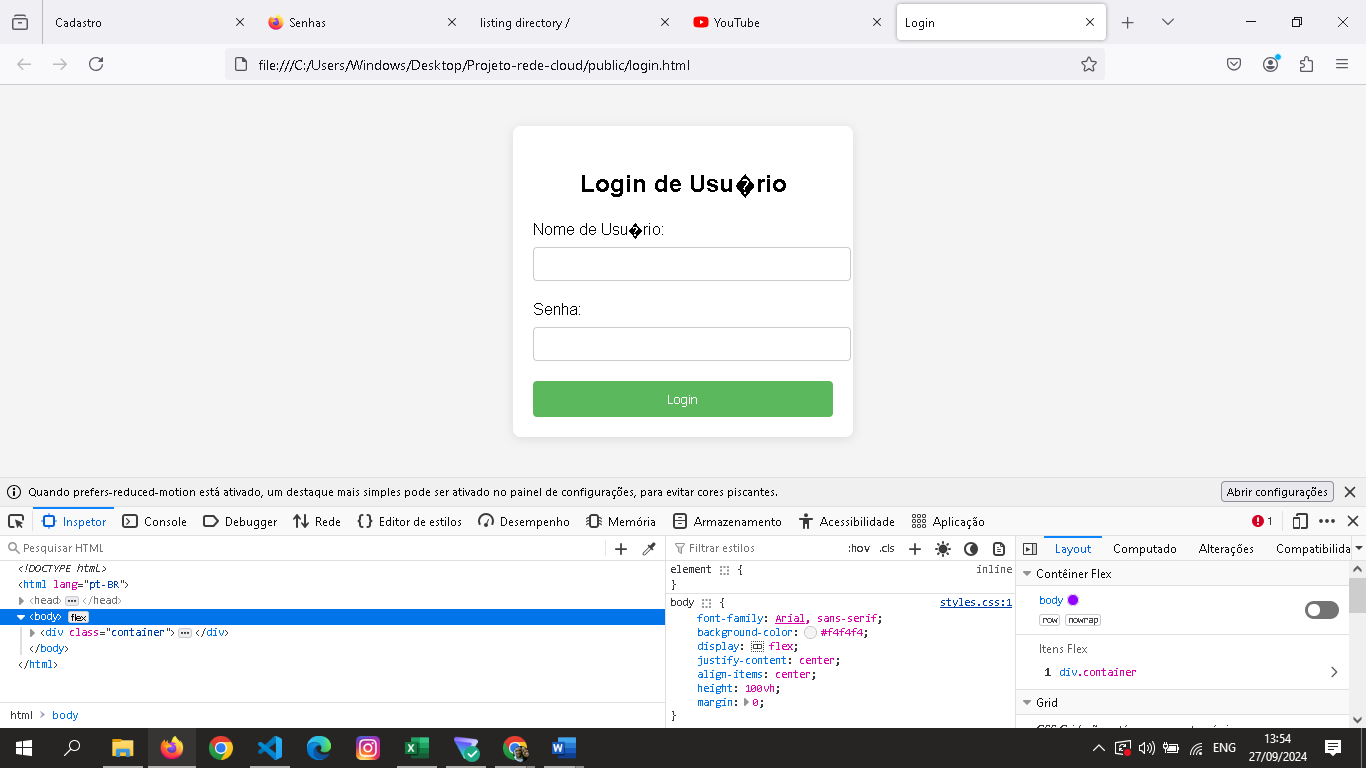 Cadastro
Senhas
listing directory /
YouTube
Login
file:///C:/Users/Windows/Desktop/Projeto-rede-cloud/public/login.html
Login de Usu�rio
Nome de Usu�rio:
Senha:
Login
Quando prefers-reduced-motion está ativado, um destaque mais simples pode ser ativado no painel de configurações, para evitar cores piscantes.
Abrir configurações
Inspetor
Console
Debugger
Rede
Editor de estilos
Desempenho
Memória
Armazenamento
Acessibilidade
Aplicação
1
Pesquisar HTML
<!DOCTYPE html>
<html lang="pt-BR">
<head> ••• </head>
<body> flex
<div class="container"> ••• </div>
</body>
</html>
html > body
Filtrar estilos
:hov .cls
element { inline
}
body { styles.css:1
font-family: Arial, sans-serif;
background-color: #f4f4f4;
display: flex;
justify-content: center;
align-items: center;
height: 100vh;
margin: 0;
}
Layout
Computado
Alterações
Compatibilida
Contêiner Flex
body
row nowrap
Itens Flex
1 div.container
Grid
ENG
13:54
27/09/2024